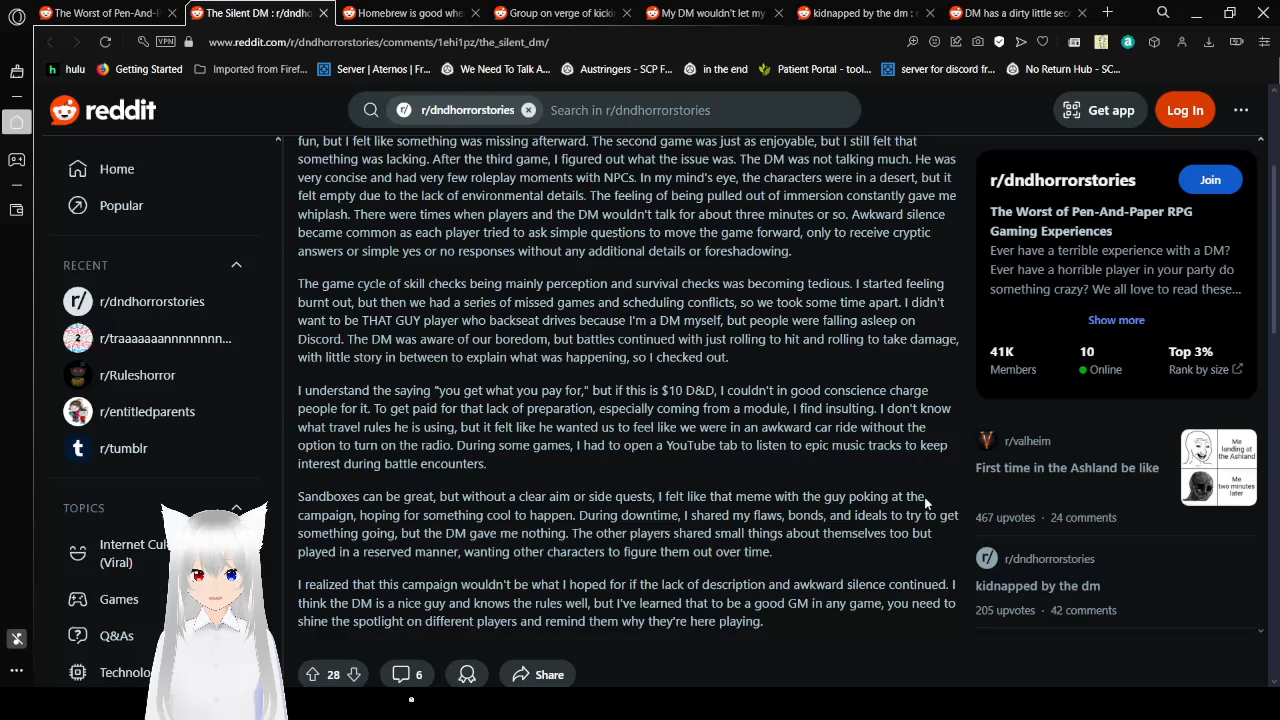 The Worst of Pen-And-P
The Silent DM : r/dndho
Homebrew is good whe
Group on verge of kicki
My DM wouldn't let my
kidnapped by the dm : r
DM has a dirty little sec
VPN
www.reddit.com/r/dndhorrorstories/comments/1ehi1pz/the_silent_dm/
hulu
Getting Started
Imported from Firef...
Server | Aternos | Fr...
We Need To Talk A...
Austringers - SCP F...
in the end
Patient Portal - tool...
server for discord fr...
No Return Hub - SC...
reddit
r/dndhorrorstories
Search in r/dndhorrorstories
Get app
Log In
Home
Popular
RECENT
r/dndhorrorstories
r/traaaaaaannnnnnnn...
r/Ruleshorror
r/entitledparents
r/tumblr
TOPICS
Internet Cul
(Viral)
Games
Q&As
Technolo
fun, but I felt like something was missing afterward. The second game was just as enjoyable, but I still felt that
something was lacking. After the third game, I figured out what the issue was. The DM was not talking much. He was
very concise and had very few roleplay moments with NPCs. In my mind's eye, the characters were in a desert, but it
felt empty due to the lack of environmental details. The feeling of being pulled out of immersion constantly gave me
whiplash. There were times when players and the DM wouldn't talk for about three minutes or so. Awkward silence
became common as each player tried to ask simple questions to move the game forward, only to receive cryptic
answers or simple yes or no responses without any additional details or foreshadowing.
The game cycle of skill checks being mainly perception and survival checks was becoming tedious. I started feeling
burnt out, but then we had a series of missed games and scheduling conflicts, so we took some time apart. I didn't
want to be THAT GUY player who backseat drives because I'm a DM myself, but people were falling asleep on
Discord. The DM was aware of our boredom, but battles continued with just rolling to hit and rolling to take damage,
with little story in between to explain what was happening, so I checked out.
I understand the saying "you get what you pay for," but if this is $10 D&D, I couldn't in good conscience charge
people for it. To get paid for that lack of preparation, especially coming from a module, I find insulting. I don't know
what travel rules he is using, but it felt like he wanted us to feel like we were in an awkward car ride without the
option to turn on the radio. During some games, I had to open a YouTube tab to listen to epic music tracks to keep
interest during battle encounters.
Sandboxes can be great, but without a clear aim or side quests, I felt like that meme with the guy poking at the
campaign, hoping for something cool to happen. During downtime, I shared my flaws, bonds, and ideals to try to get
something going, but the DM gave me nothing. The other players shared small things about themselves too but
played in a reserved manner, wanting other characters to figure them out over time.
I realized that this campaign wouldn't be what I hoped for if the lack of description and awkward silence continued. I
think the DM is a nice guy and knows the rules well, but I've learned that to be a good GM in any game, you need to
shine the spotlight on different players and remind them why they're here playing.
28
6
Share
r/dndhorrorstories
Join
The Worst of Pen-And-Paper RPG
Gaming Experiences
Ever have a terrible experience with a DM?
Ever have a horrible player in your party do
something crazy? We all love to read these...
Show more
41K
Members
10
Online
Top 3%
Rank by size
r/valheim
First time in the Ashland be like
467 upvotes · 24 comments
Me
landing at
the Ashland
Me
two minutes
later
r/dndhorrorstories
kidnapped by the dm
205 upvotes · 42 comments